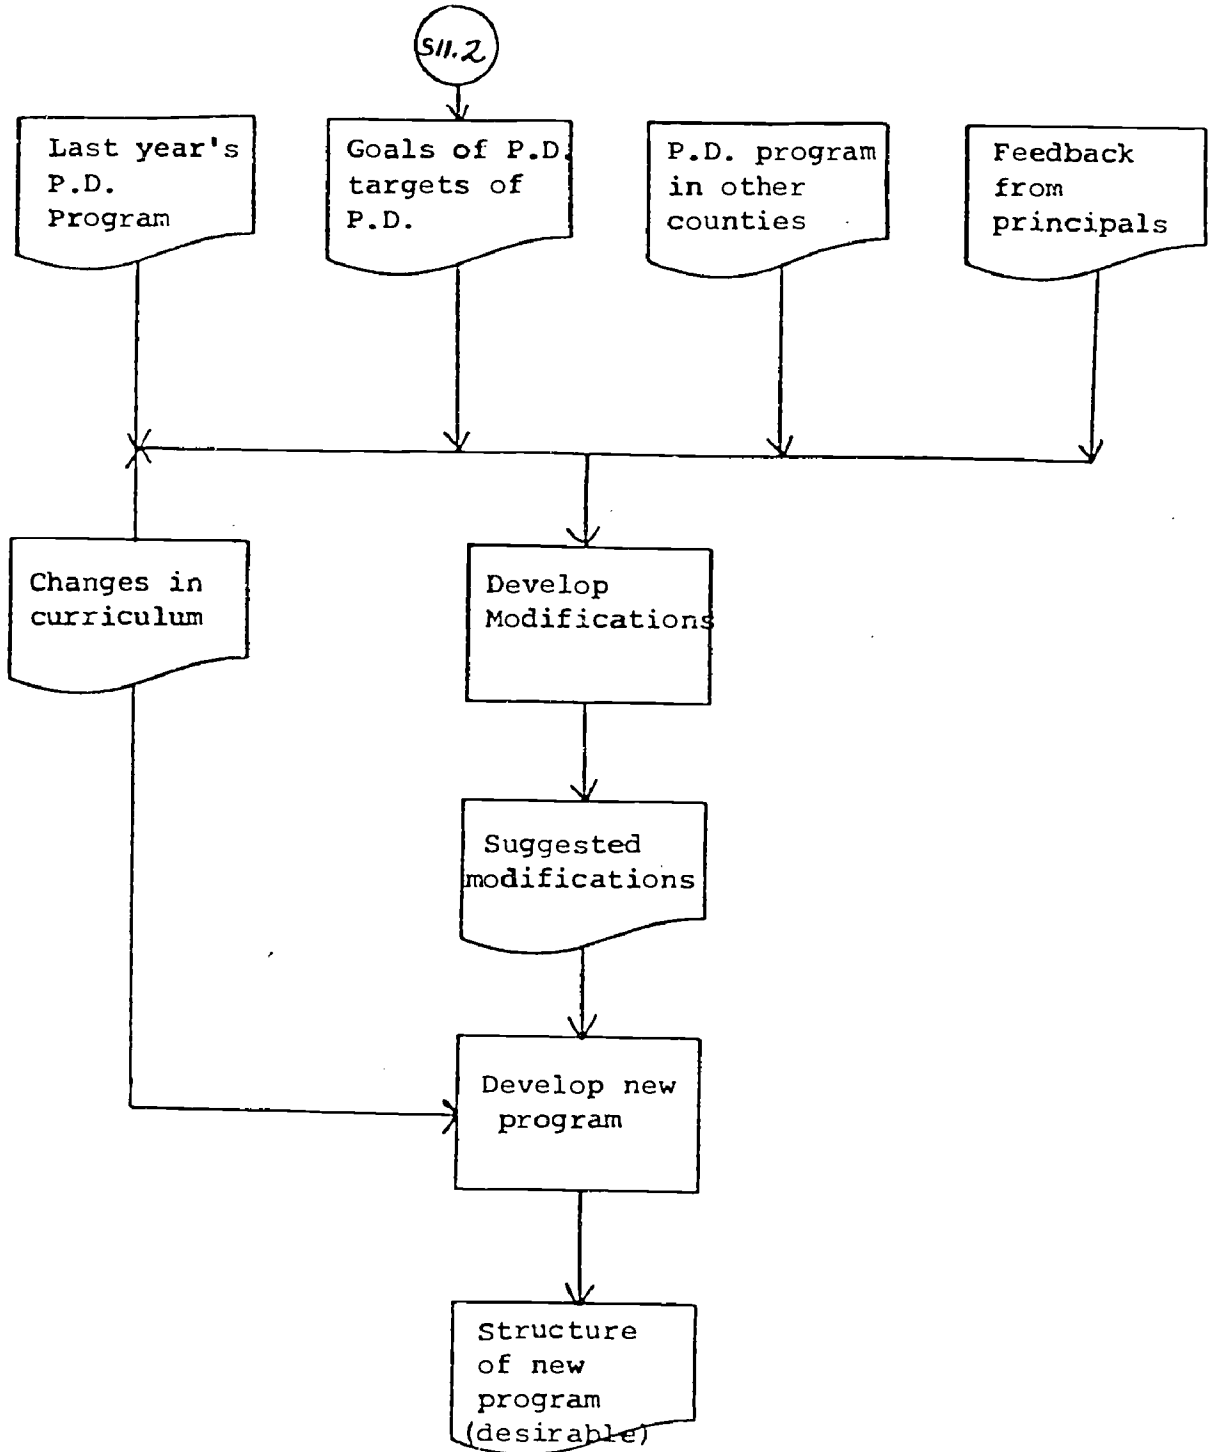 S11.2
Last year's
P.D.
Program
Goals of P.D.
targets of
P.D.
P.D. program
in other
counties
Feedback
from
principals
Changes in
curriculum
Develop
Modifications
Suggested
modifications
Develop new
program
Structure
of new
program
(desirable)